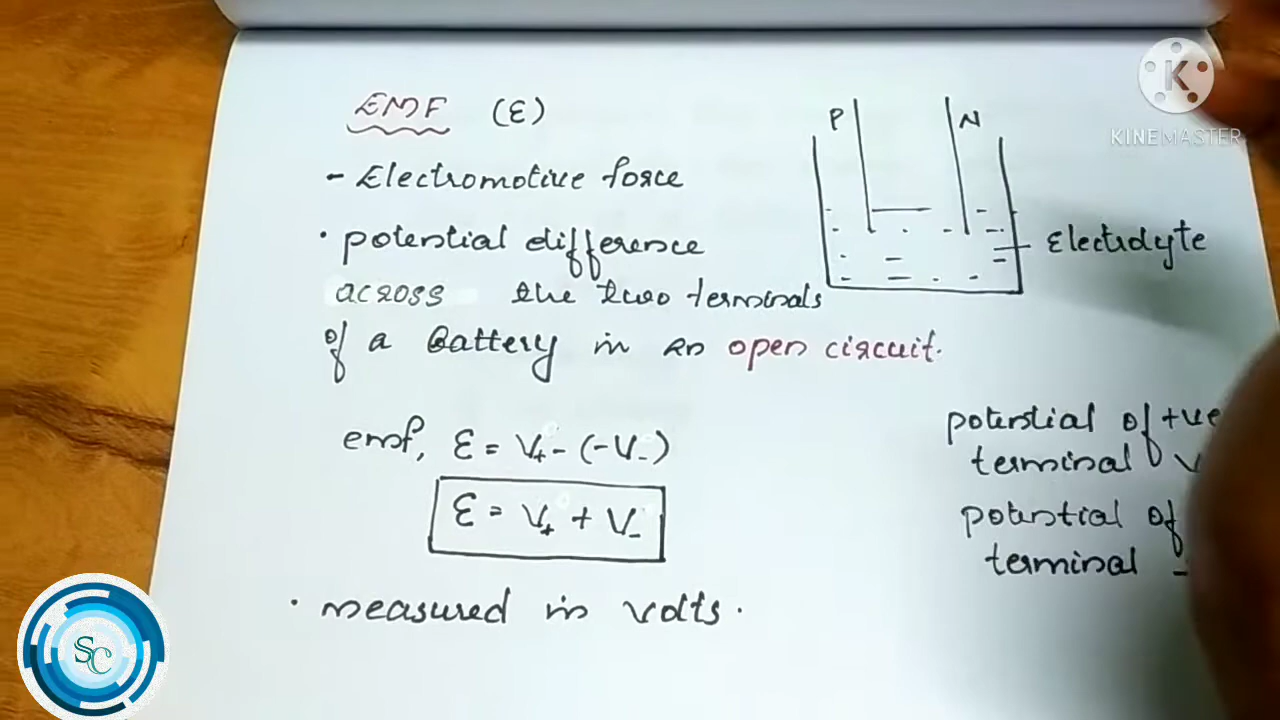 EMF (ε)
P N
- Electromotive force
• potential difference
Electrolyte
across the two terminals
of a Battery in an open circuit.
emf, ε = V₊ - (-V₋)
ε = V₊ + V₋
potential of +ve
terminal V
potential of
terminal -
• measured in volts.
KINEMASTER
SC